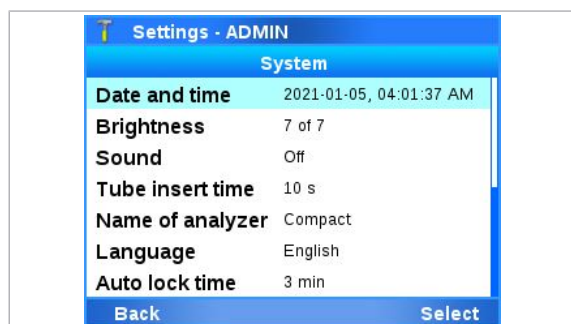 Settings - ADMIN
System
Date and time 2021-01-05, 04:01:37 AM
Brightness 7 of 7
Sound Off
Tube insert time 10 s
Name of analyzer Compact
Language English
Auto lock time 3 min
Back Select